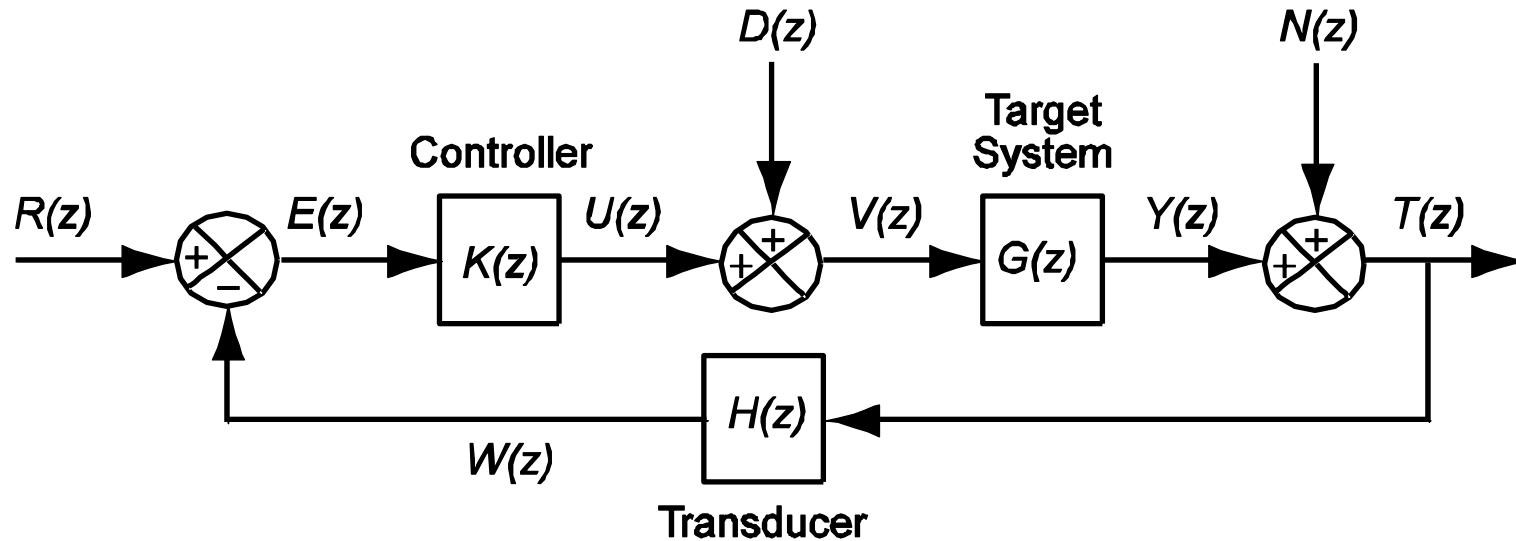 D(z)
N(z)
Target
System
Controller
R(z)
E(z)
K(z)
U(z)
V(z)
G(z)
Y(z)
T(z)
+
−
+
+
+
+
H(z)
W(z)
Transducer